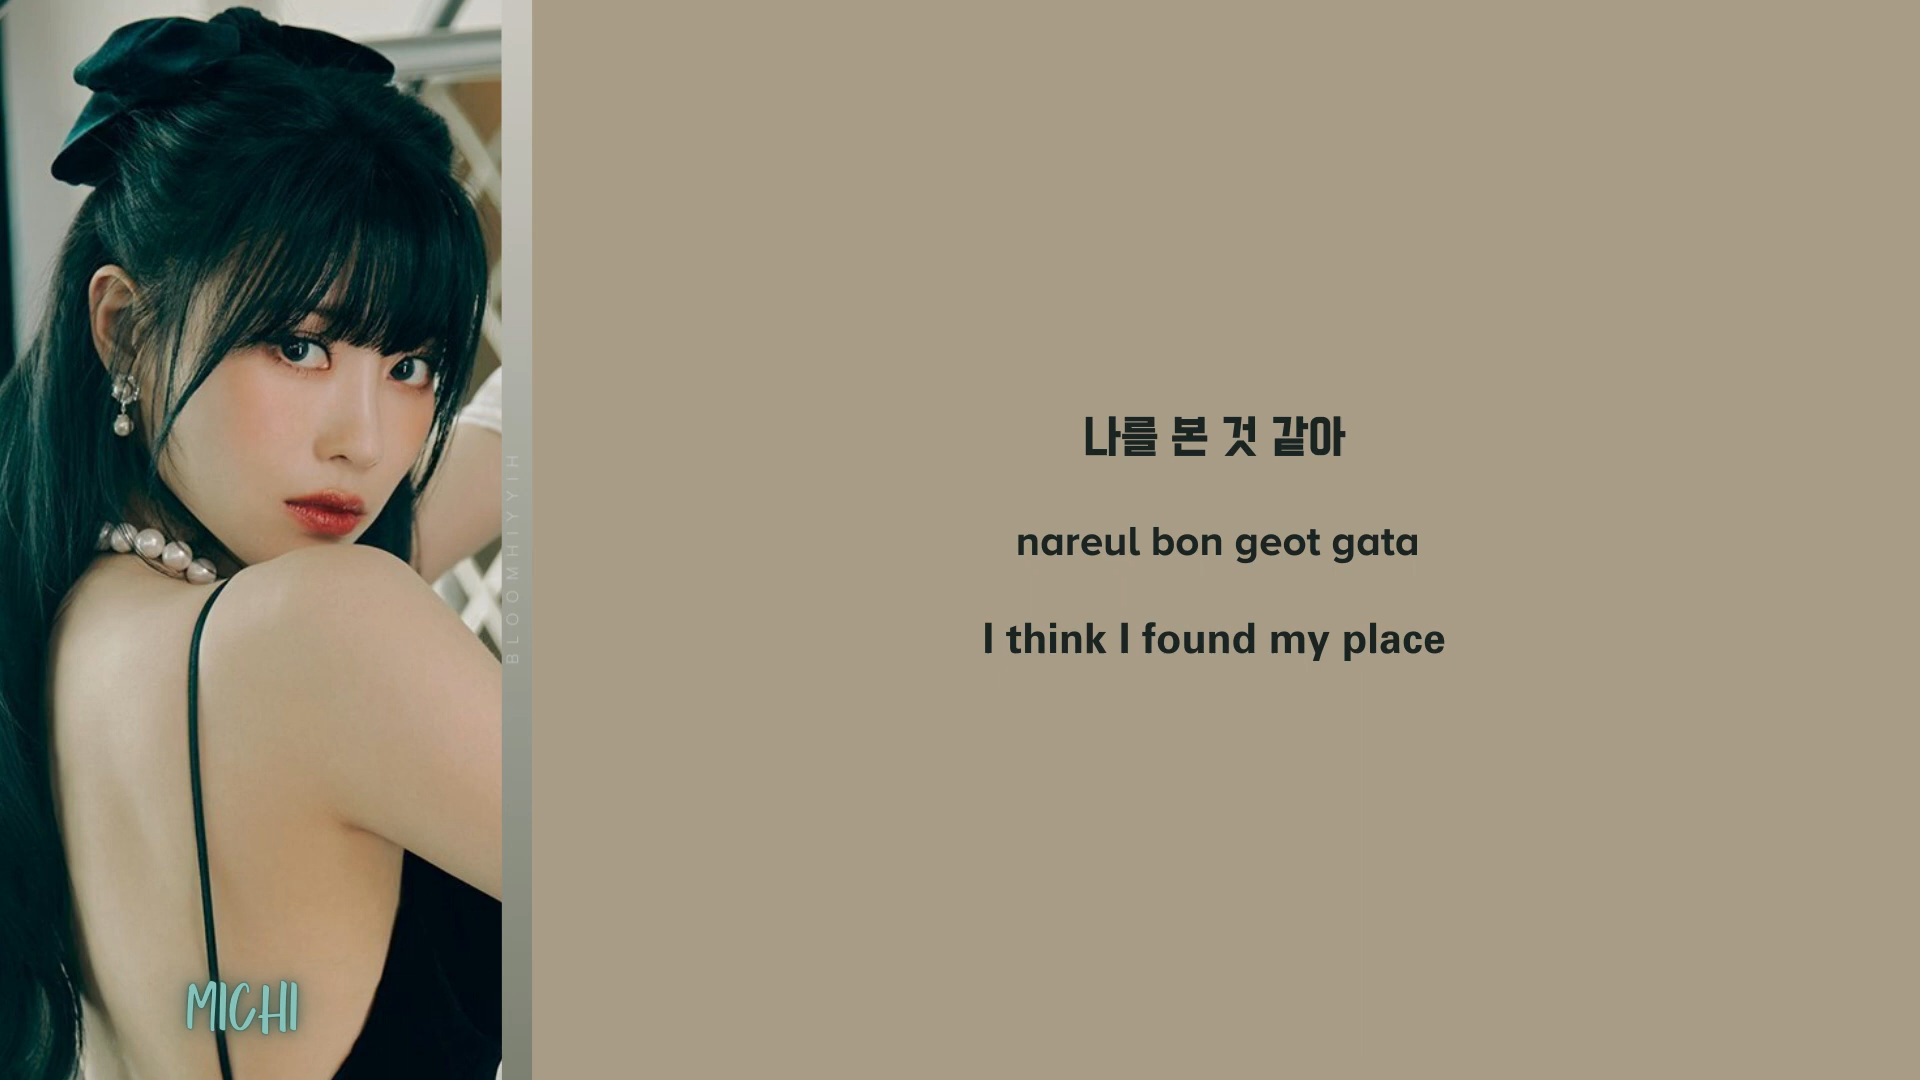 나를 본 것 같아
nareul bon geot gata
I think I found my place
BLOOMHIYYIH
MICHI